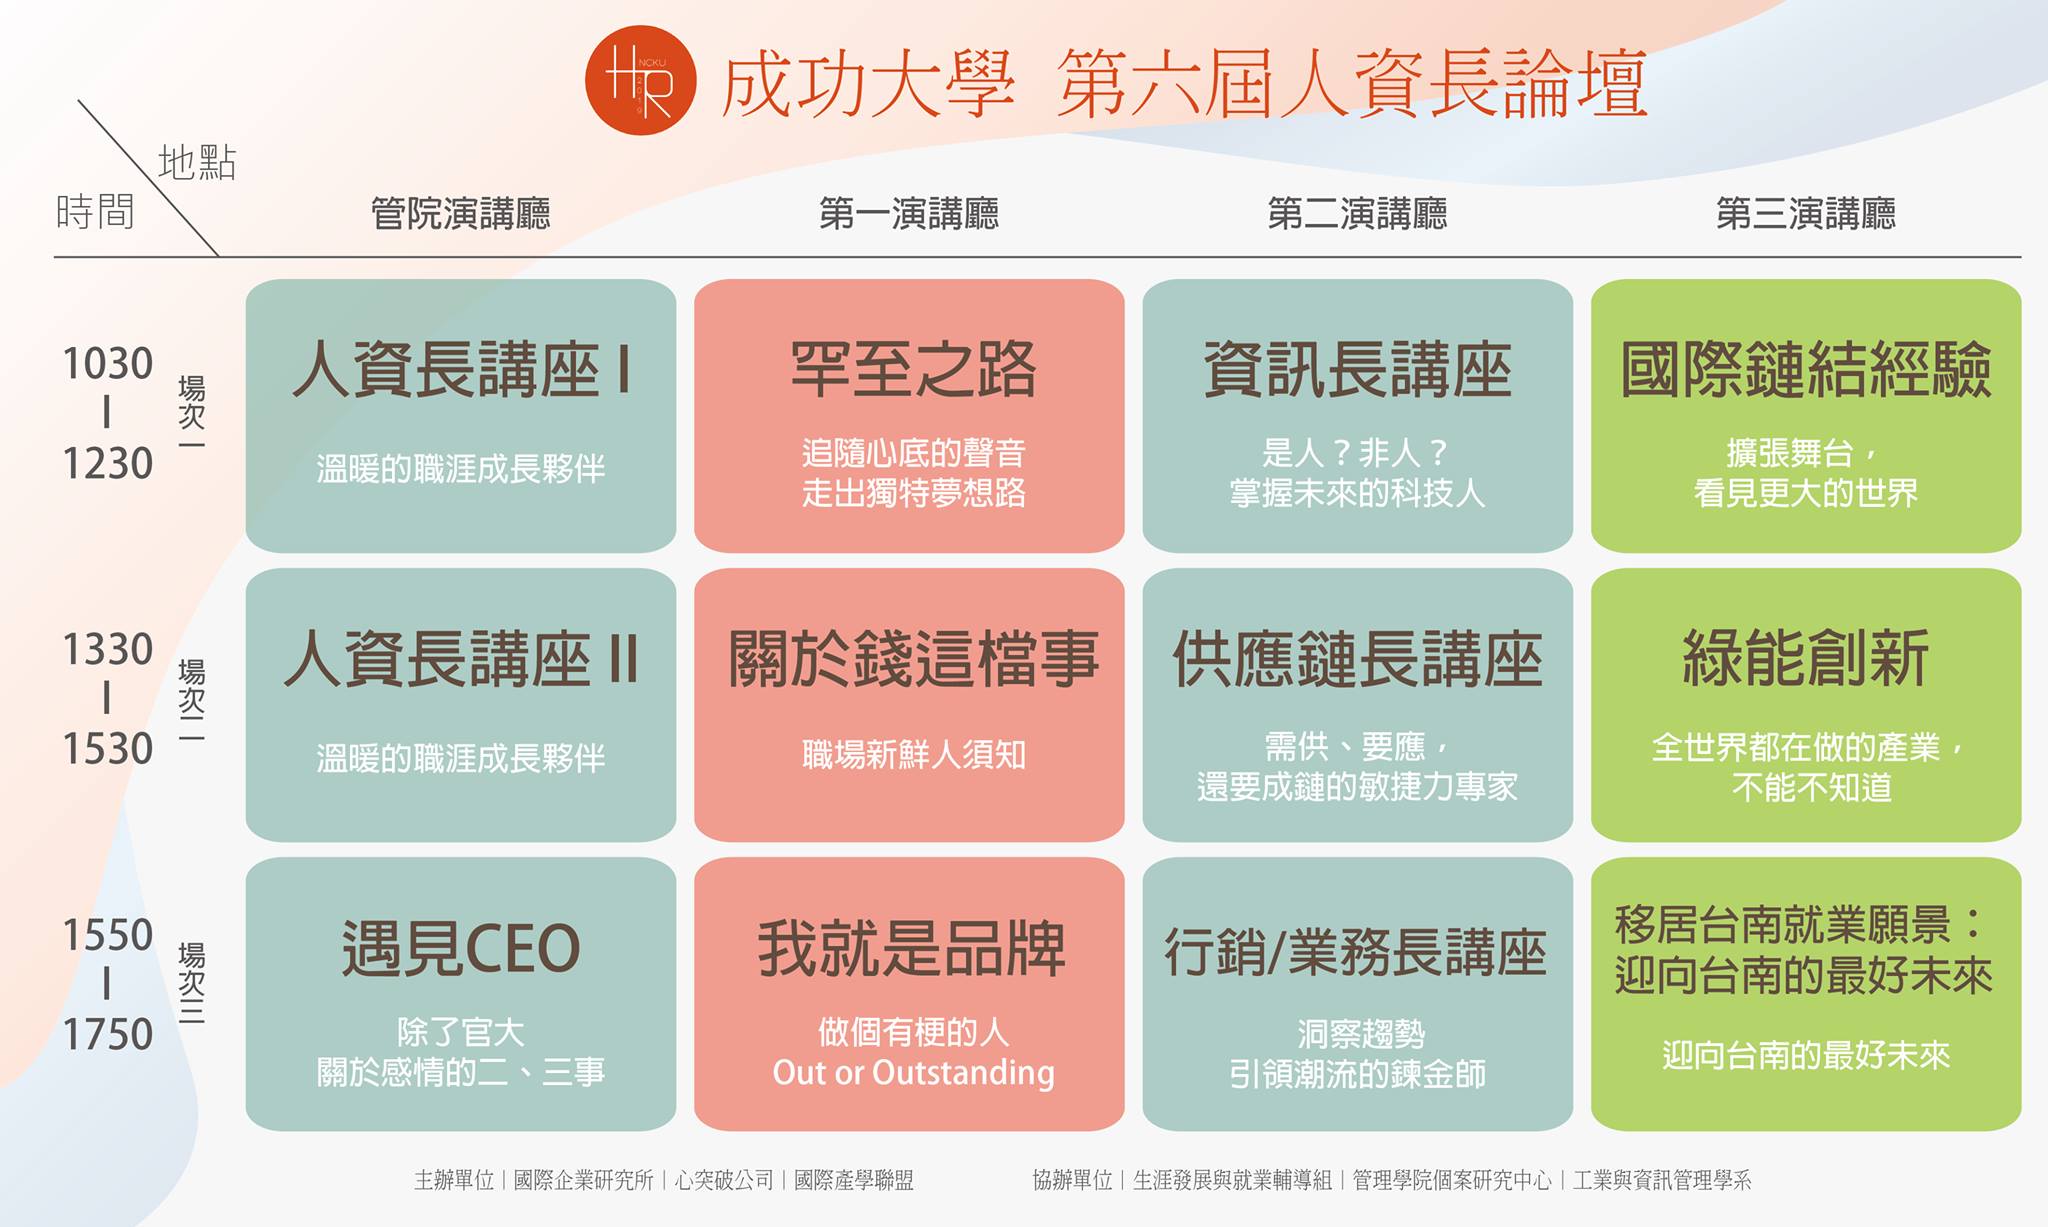 HR NCKU 2019
成功大學 第六屆人資長論壇
地點
時間
管院演講廳
第一演講廳
第二演講廳
第三演講廳
1030
|
1230
場次一
人資長講座 I
溫暖的職涯成長夥伴
罕至之路
追隨心底的聲音
走出獨特夢想路
資訊長講座
是人？非人？
掌握未來的科技人
國際鏈結經驗
擴張舞台，
看見更大的世界
1330
|
1530
場次二
人資長講座 II
溫暖的職涯成長夥伴
關於錢這檔事
職場新鮮人須知
供應鏈長講座
需供、要應，
還要成鏈的敏捷力專家
綠能創新
全世界都在做的產業，
不能不知道
1550
|
1750
場次三
遇見CEO
除了官大
關於感情的二、三事
我就是品牌
做個有梗的人
Out or Outstanding
行銷/業務長講座
洞察趨勢
引領潮流的鍊金師
移居台南就業願景：
迎向台南的最好未來
迎向台南的最好未來
主辦單位｜國際企業研究所｜心突破公司｜國際產學聯盟
協辦單位｜生涯發展與就業輔導組｜管理學院個案研究中心｜工業與資訊管理學系